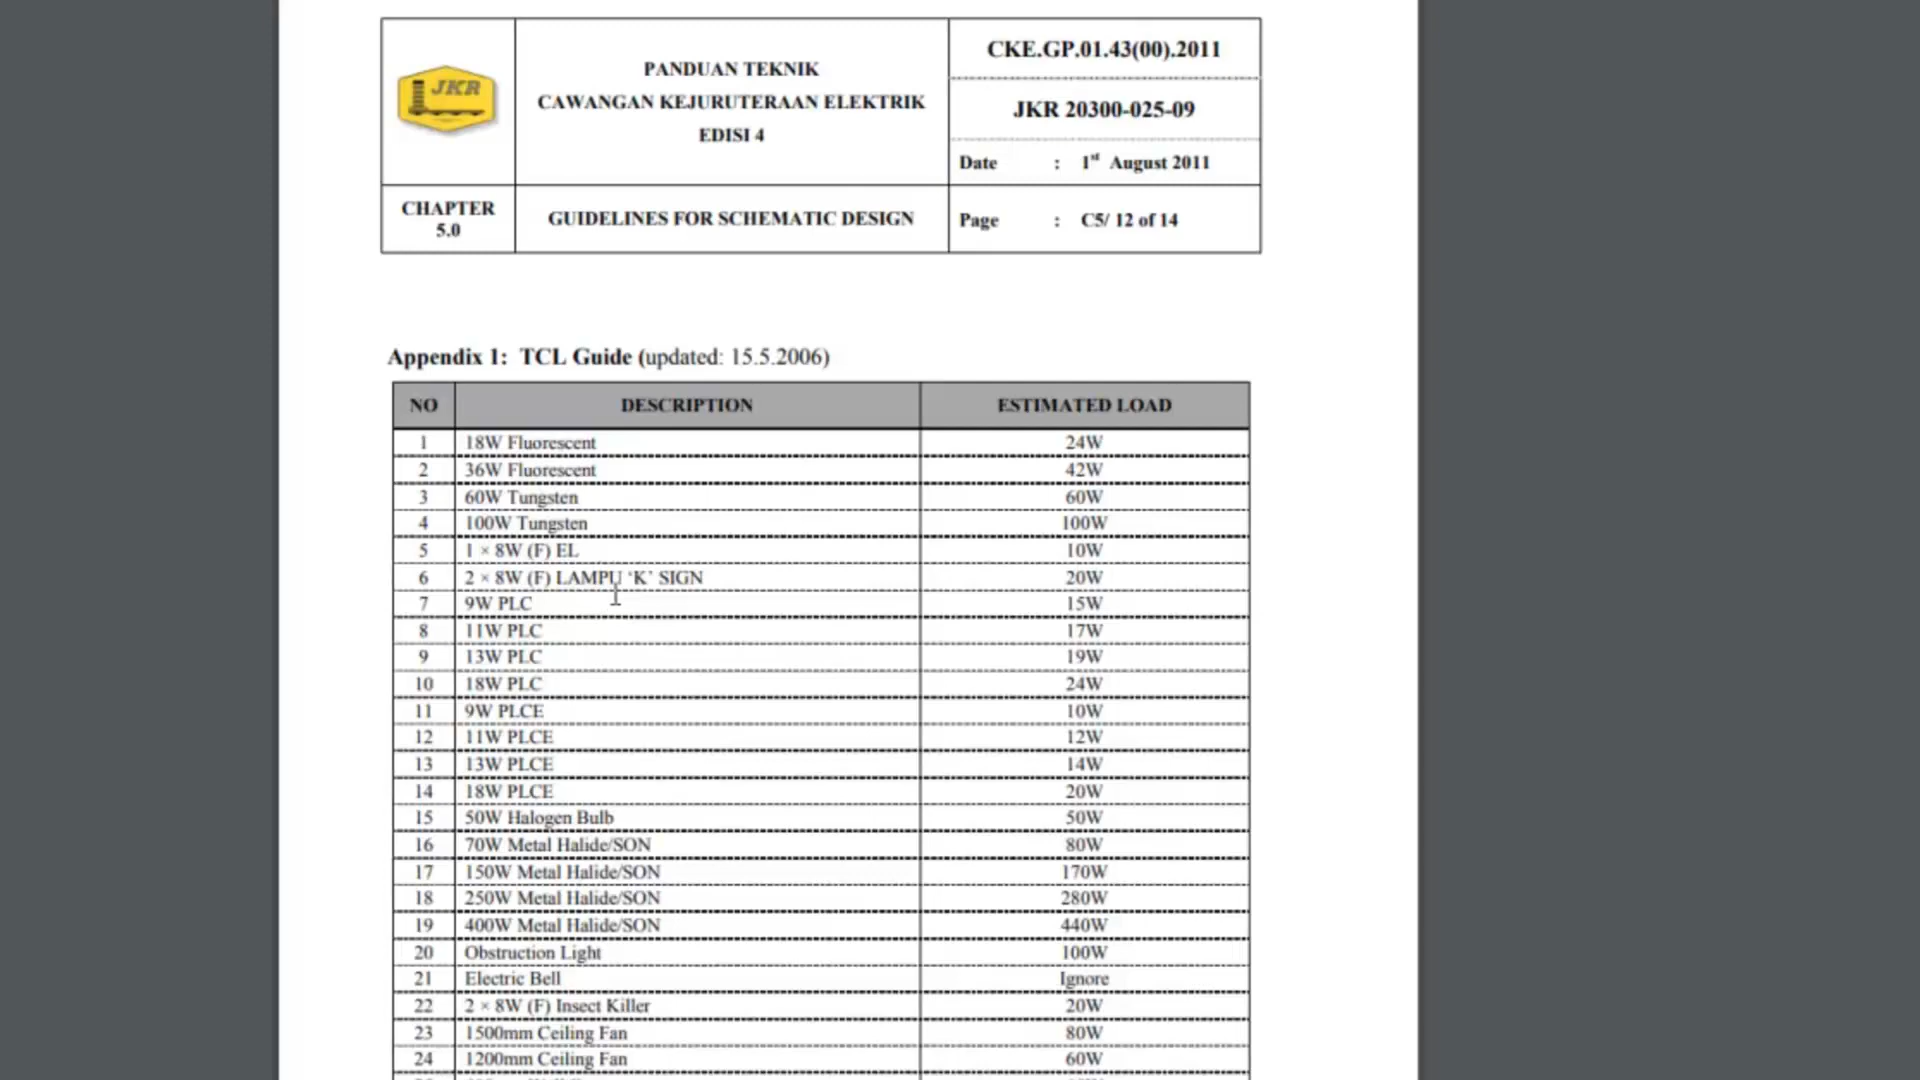 JKR
PANDUAN TEKNIK
CAWANGAN KEJURUTERAAN ELEKTRIK
EDISI 4
CKE.GP.01.43(00).2011
JKR 20300-025-09
Date : 1st August 2011
CHAPTER
5.0
GUIDELINES FOR SCHEMATIC DESIGN
Page : C5/ 12 of 14
Appendix 1: TCL Guide (updated: 15.5.2006)
NO DESCRIPTION ESTIMATED LOAD
1 18W Fluorescent 24W
2 36W Fluorescent 42W
3 60W Tungsten 60W
4 100W Tungsten 100W
5 1 × 8W (F) EL 10W
6 2 × 8W (F) LAMPU ‘K’ SIGN 20W
7 9W PLC 15W
8 11W PLC 17W
9 13W PLC 19W
10 18W PLC 24W
11 9W PLCE 10W
12 11W PLCE 12W
13 13W PLCE 14W
14 18W PLCE 20W
15 50W Halogen Bulb 50W
16 70W Metal Halide/SON 80W
17 150W Metal Halide/SON 170W
18 250W Metal Halide/SON 280W
19 400W Metal Halide/SON 440W
20 Obstruction Light 100W
21 Electric Bell Ignore
22 2 × 8W (F) Insect Killer 20W
23 1500mm Ceiling Fan 80W
24 1200mm Ceiling Fan 60W